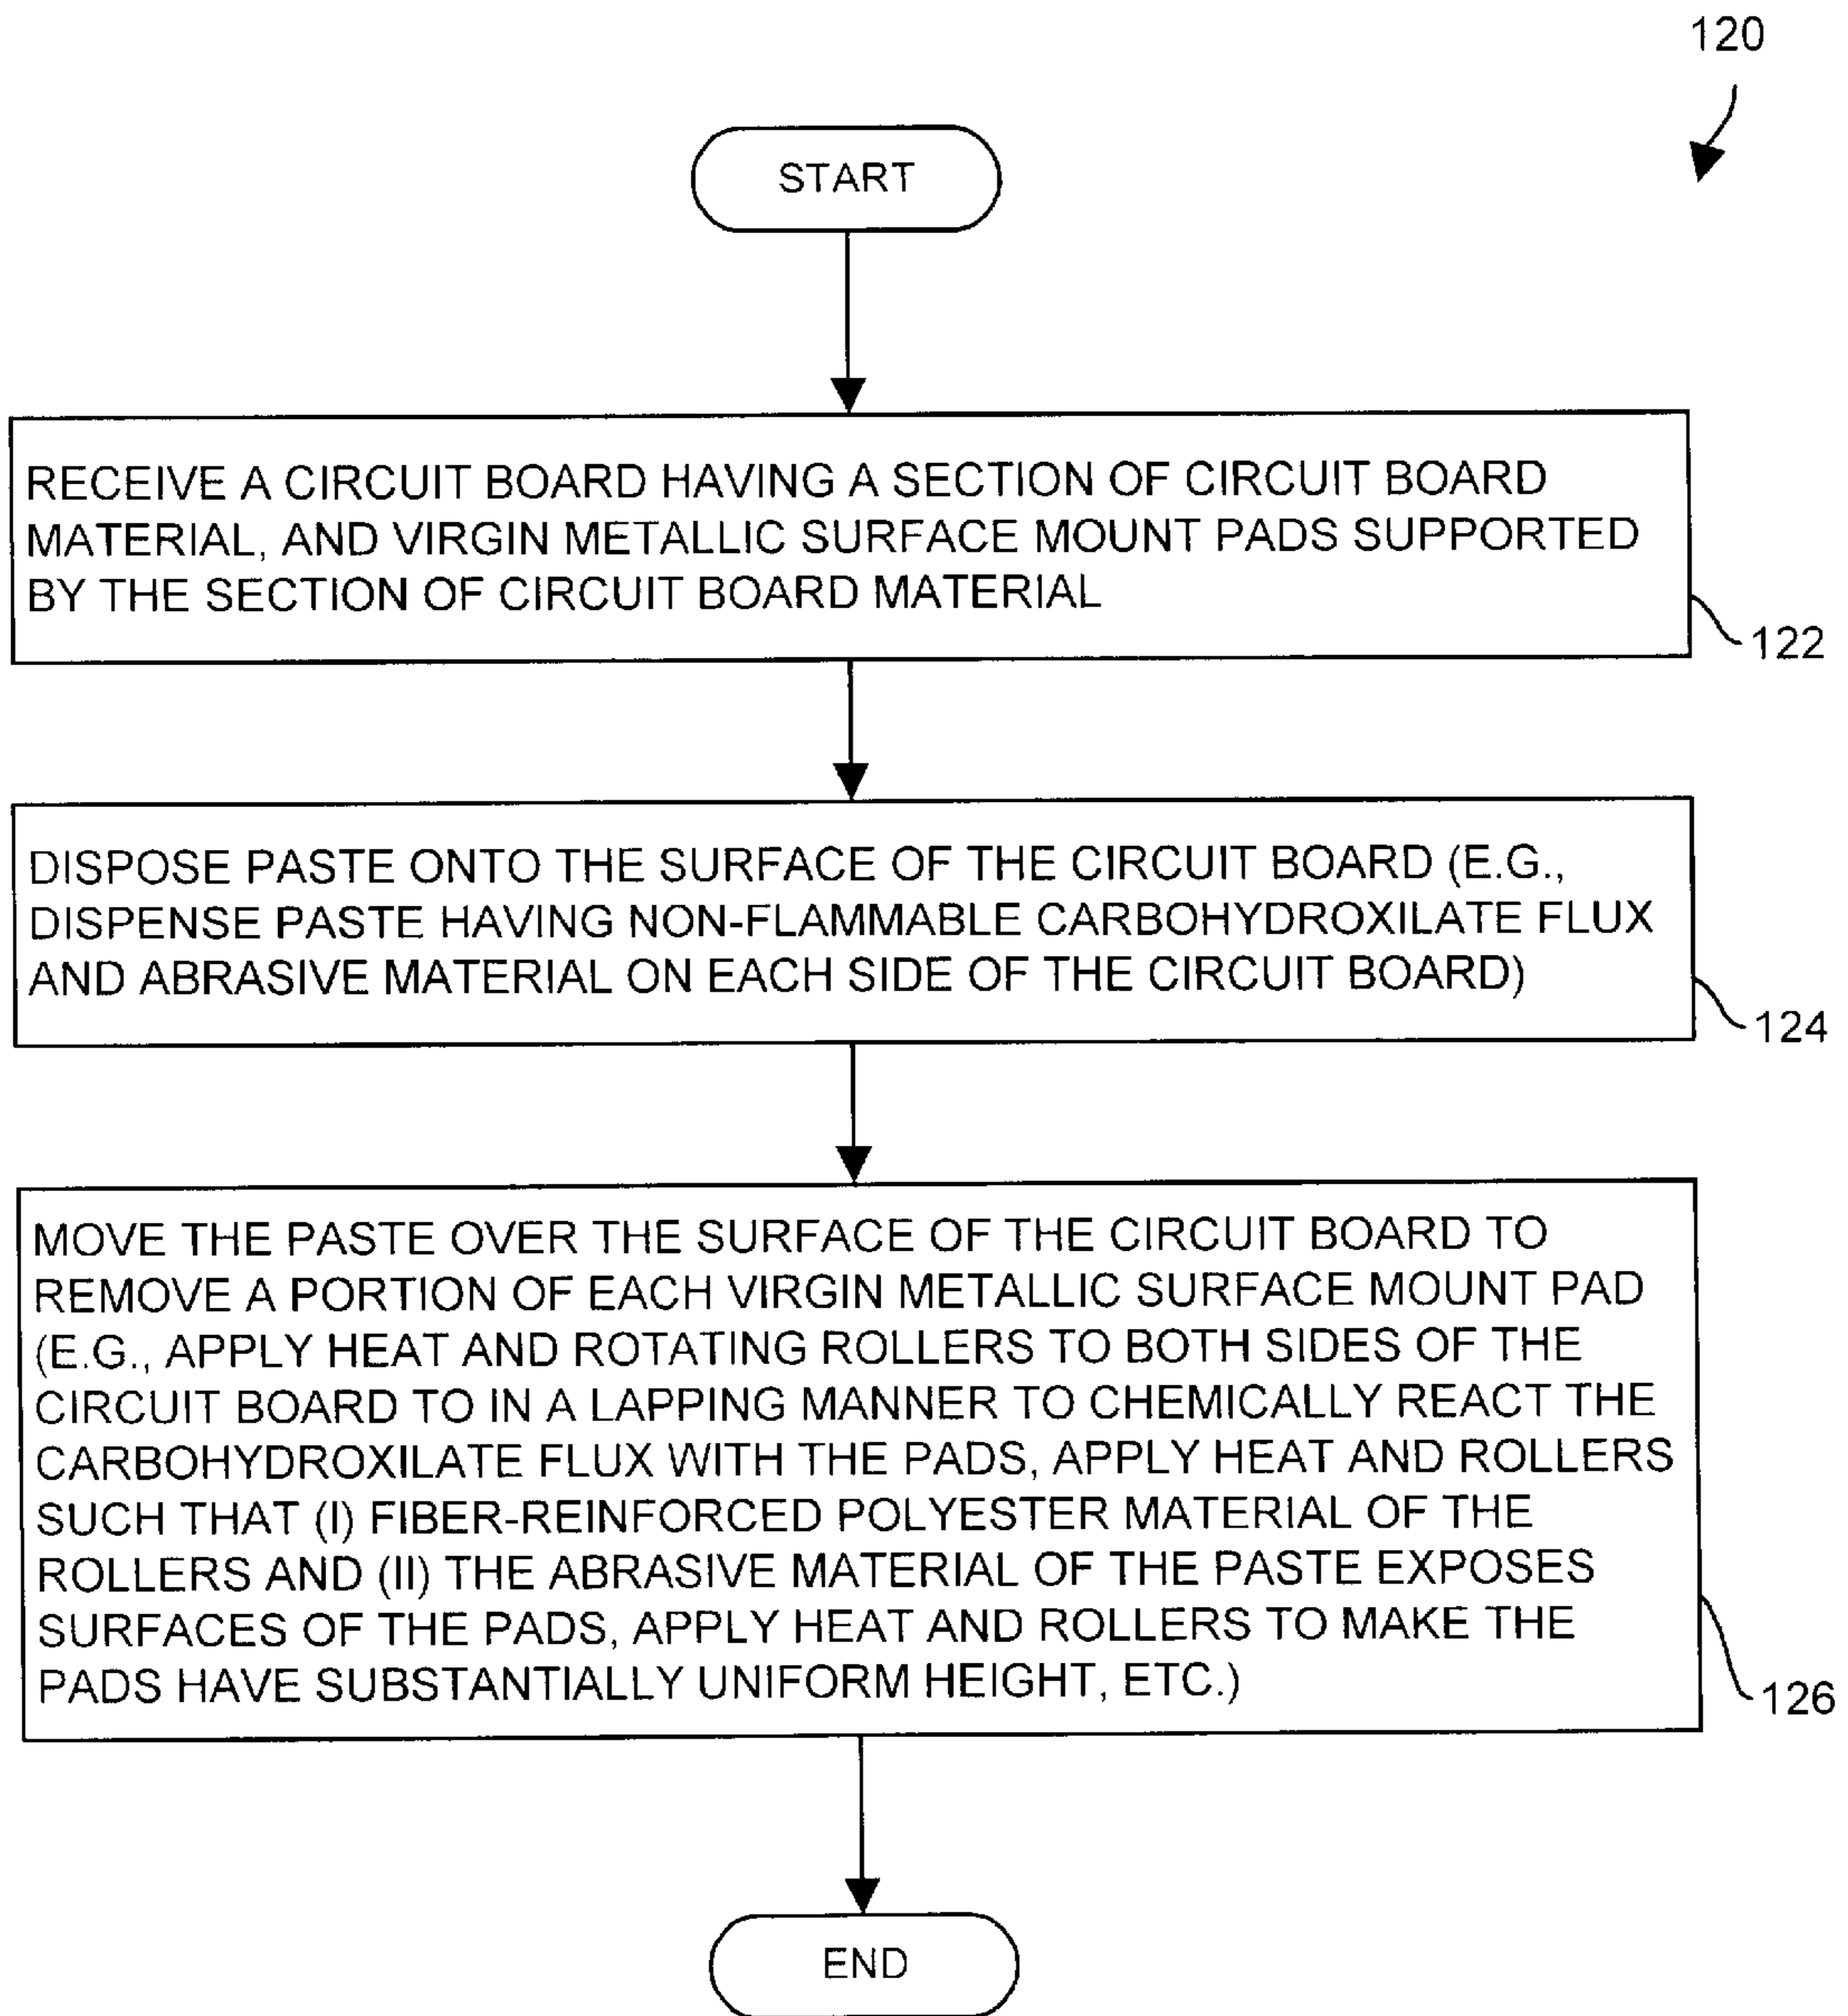 120
START
RECEIVE A CIRCUIT BOARD HAVING A SECTION OF CIRCUIT BOARD
MATERIAL, AND VIRGIN METALLIC SURFACE MOUNT PADS SUPPORTED
BY THE SECTION OF CIRCUIT BOARD MATERIAL
122
DISPOSE PASTE ONTO THE SURFACE OF THE CIRCUIT BOARD (E.G.,
DISPENSE PASTE HAVING NON-FLAMMABLE CARBOHYDROXILATE FLUX
AND ABRASIVE MATERIAL ON EACH SIDE OF THE CIRCUIT BOARD)
124
MOVE THE PASTE OVER THE SURFACE OF THE CIRCUIT BOARD TO
REMOVE A PORTION OF EACH VIRGIN METALLIC SURFACE MOUNT PAD
(E.G., APPLY HEAT AND ROTATING ROLLERS TO BOTH SIDES OF THE
CIRCUIT BOARD TO IN A LAPPING MANNER TO CHEMICALLY REACT THE
CARBOHYDROXILATE FLUX WITH THE PADS, APPLY HEAT AND ROLLERS
SUCH THAT (I) FIBER-REINFORCED POLYESTER MATERIAL OF THE
ROLLERS AND (II) THE ABRASIVE MATERIAL OF THE PASTE EXPOSES
SURFACES OF THE PADS, APPLY HEAT AND ROLLERS TO MAKE THE
PADS HAVE SUBSTANTIALLY UNIFORM HEIGHT, ETC.)
126
END